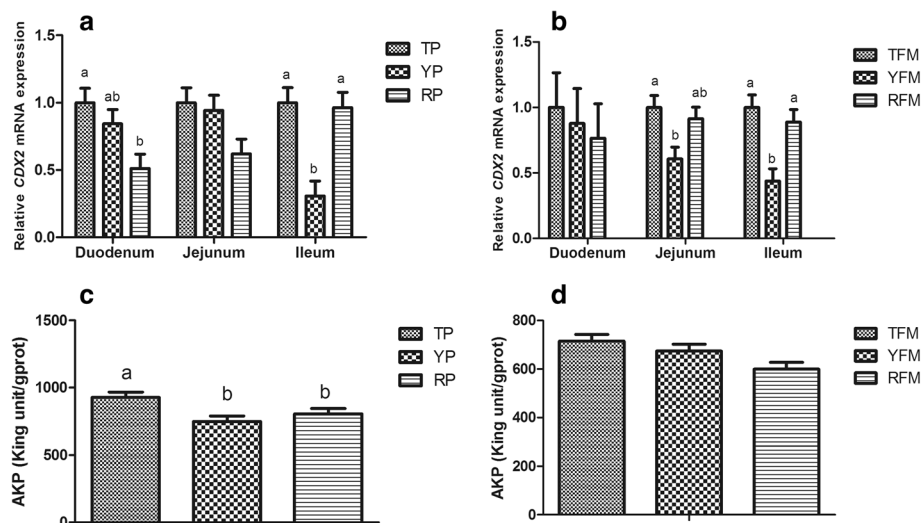 a
Relative CDX2 mRNA expression
1.5
1.0
0.5
0.0
a
ab
b
a
b
a
Duodenum Jejunum Ileum
TP
YP
RP
b
Relative CDX2 mRNA expression
1.5
1.0
0.5
0.0
a
b
ab
a
b
a
Duodenum Jejunum Ileum
TFM
YFM
RFM
c
AKP (King unit/gprot)
1500
1000
500
0
a
b
b
TP
YP
RP
d
AKP (King unit/gprot)
800
600
400
200
0
TFM
YFM
RFM